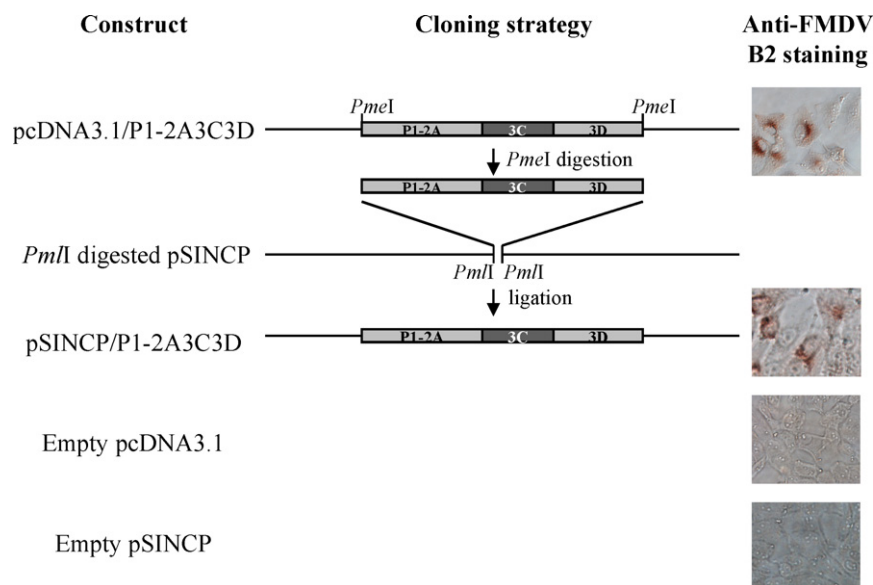 Construct
Cloning strategy
Anti-FMDV
B2 staining
PmeI
PmeI
pcDNA3.1/P1-2A3C3D
P1-2A
3C
3D
PmeI digestion
P1-2A
3C
3D
PmlI digested pSINCP
PmlI
PmlI
ligation
pSINCP/P1-2A3C3D
P1-2A
3C
3D
Empty pcDNA3.1
Empty pSINCP